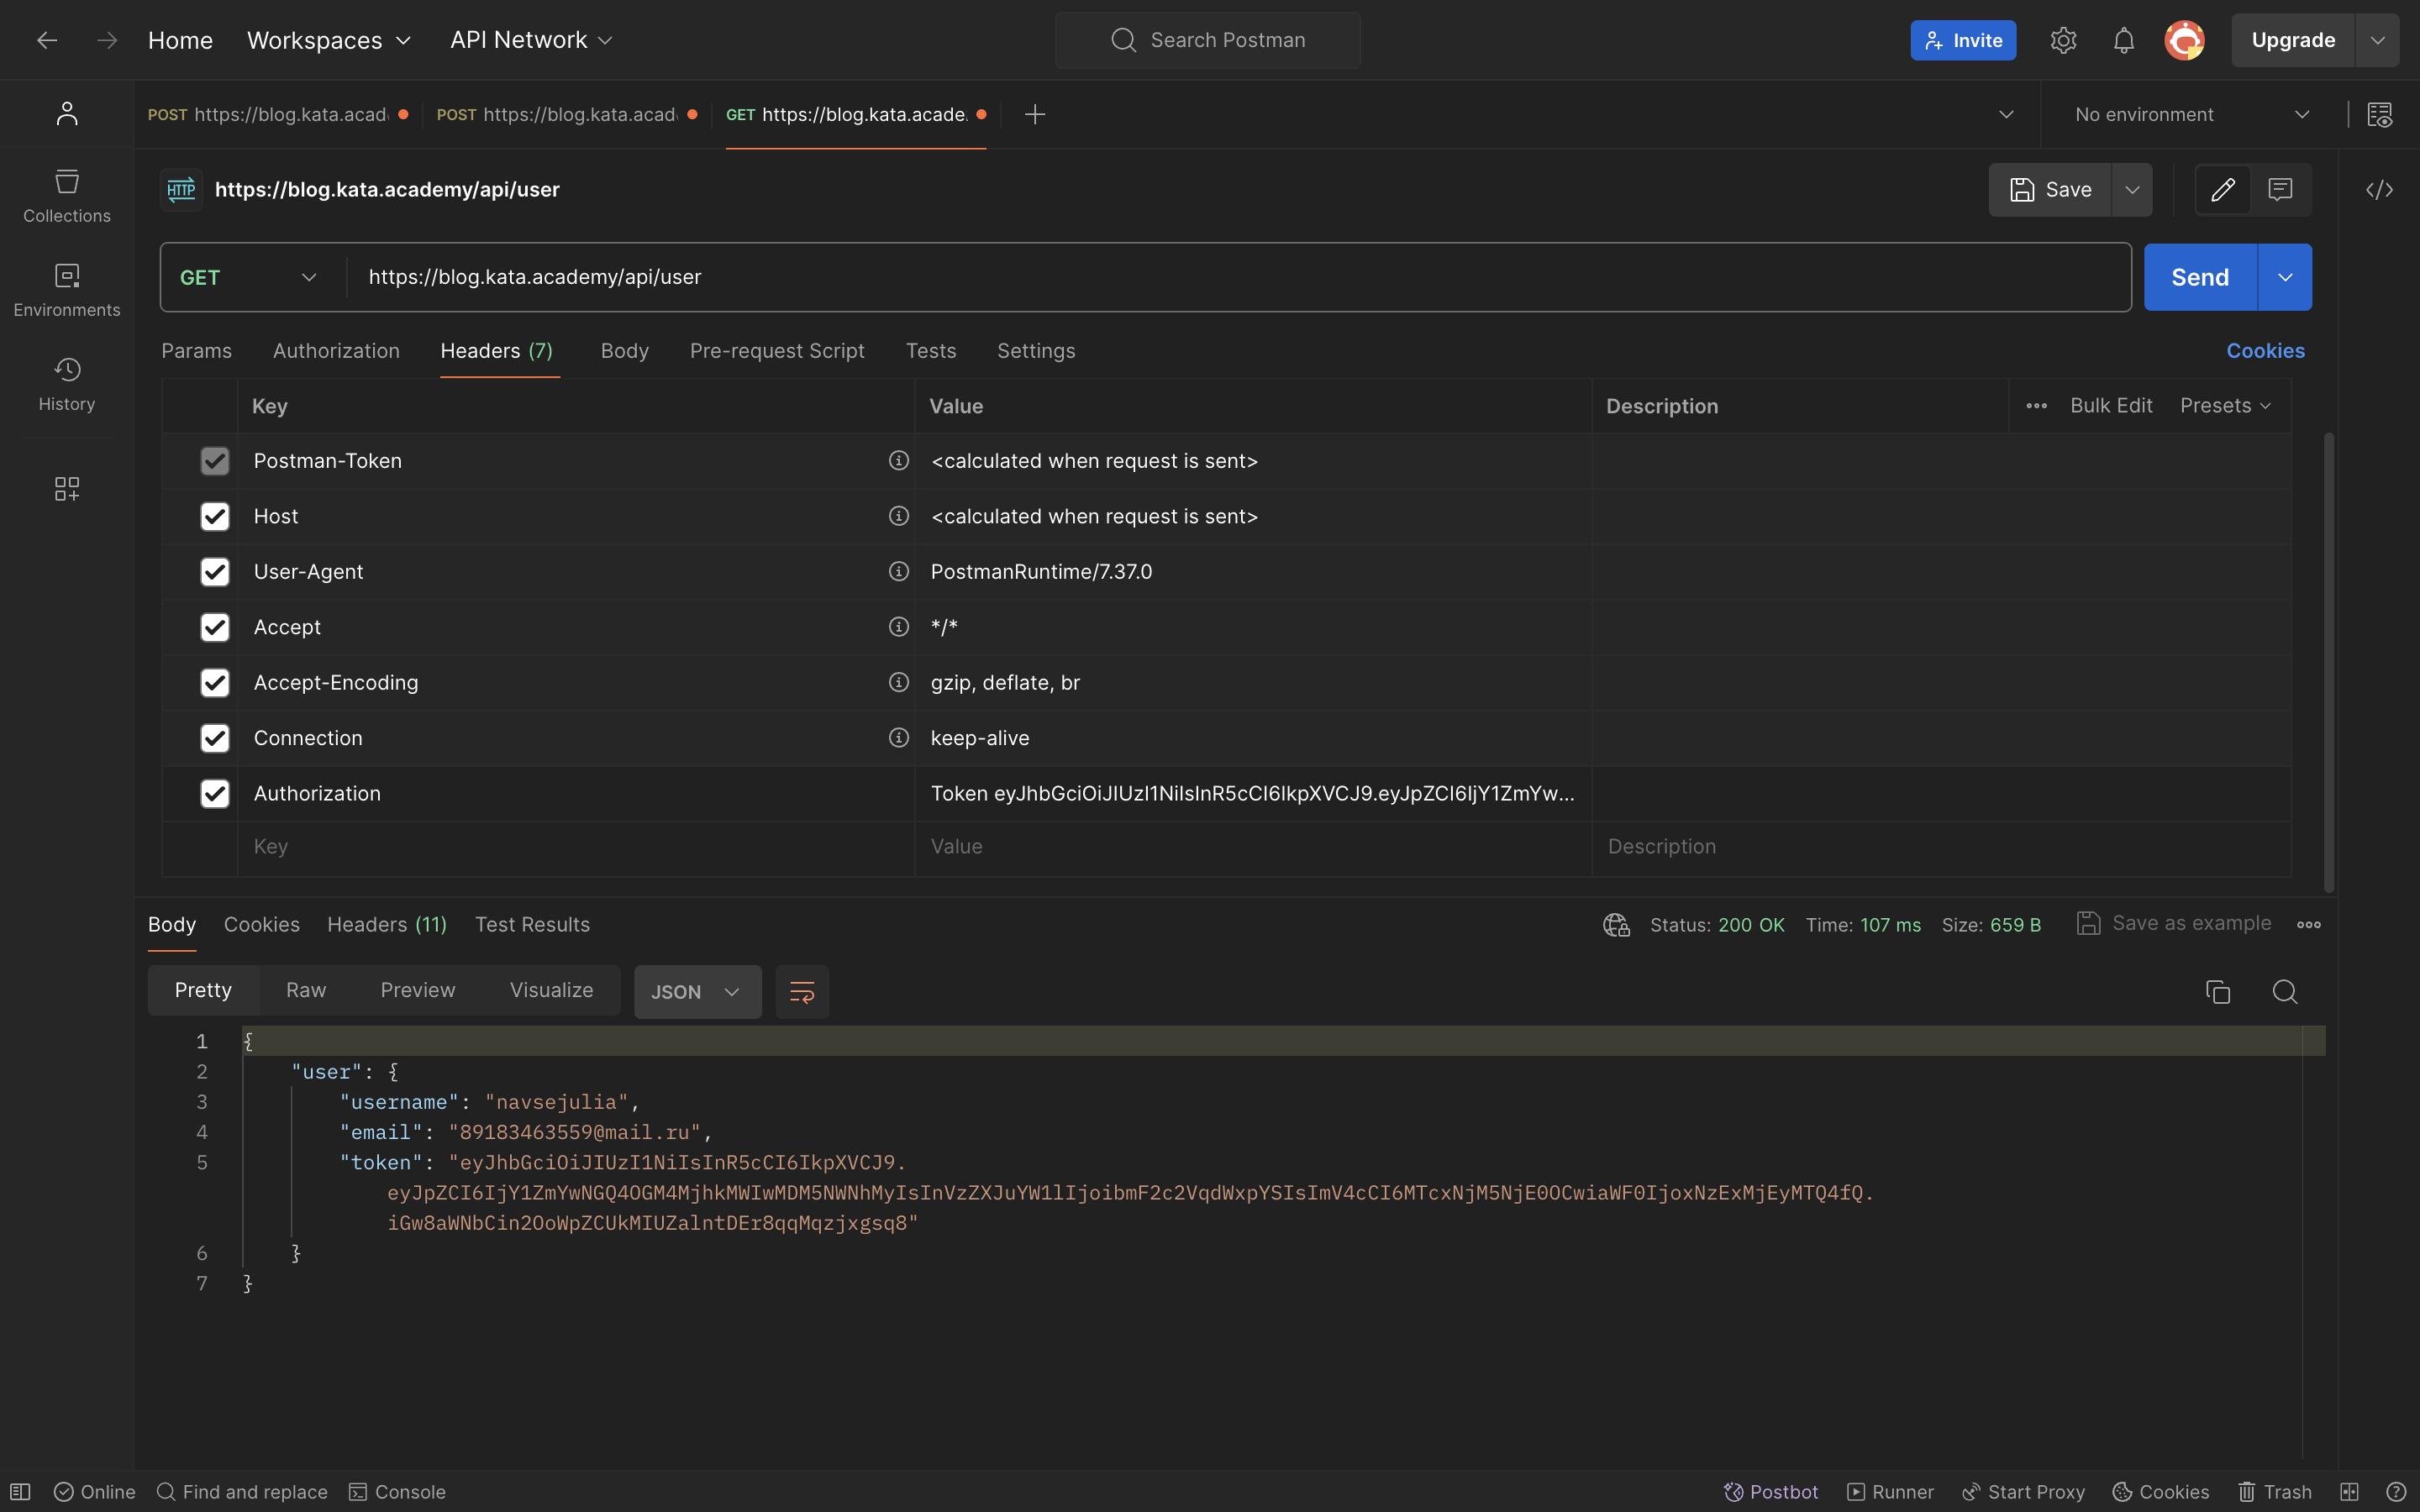 Home Workspaces API Network Search Postman Invite Upgrade
POST https://blog.kata.acad POST https://blog.kata.acad GET https://blog.kata.acade. No environment
HTTP https://blog.kata.academy/api/user Save
Collections
GET https://blog.kata.academy/api/user Send
Environments
Params Authorization Headers (7) Body Pre-request Script Tests Settings Cookies
History
Key Value Description Bulk Edit Presets
Postman-Token <calculated when request is sent>
Host <calculated when request is sent>
User-Agent PostmanRuntime/7.37.0
Accept */*
Accept-Encoding gzip, deflate, br
Connection keep-alive
Authorization Token eyJhbGciOiJIUzI1NiIsInR5cCI6IkpXVCJ9.eyJpZCI6IjY1ZmYw...
Key Value Description
Body Cookies Headers (11) Test Results Status: 200 OK Time: 107 ms Size: 659 B Save as example
Pretty Raw Preview Visualize JSON
1 {
2 "user": {
3 "username": "navsejulia",
4 "email": "89183463559@mail.ru",
5 "token": "eyJhbGciOiJIUzI1NiIsInR5cCI6IkpXVCJ9.
eyJpZCI6IjY1ZmYwNGQ4OGM4MjhkMWIwMDM5NWNhMyIsInVzZXJuYW1lIjoibmF2c2VqdWxpYSIsImV4cCI6MTcxNjM5NjE0OCwiaWF0IjoxNzExMjEyMTQ4fQ.
iGw8aWNbCin2OoWpZCUkMIUZalntDEr8qqMqzjxgsq8"
6 }
7 }
Online Find and replace Console Postbot Runner Start Proxy Cookies Trash